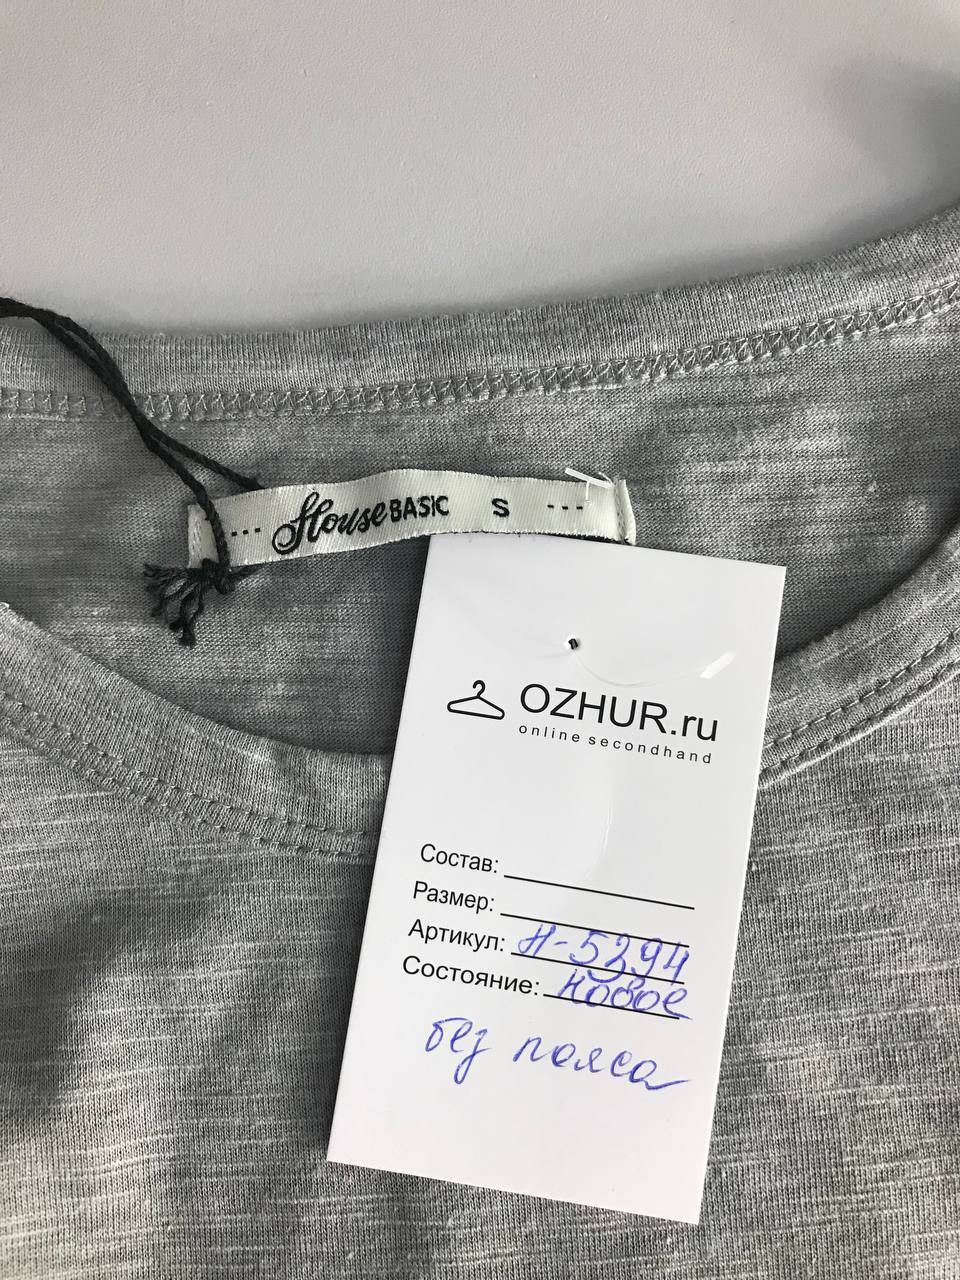 --- House BASIC S ---
OZHUR.ru
online secondhand
Состав:
Размер:
Артикул: Н-5294
Состояние: новое
без пояса